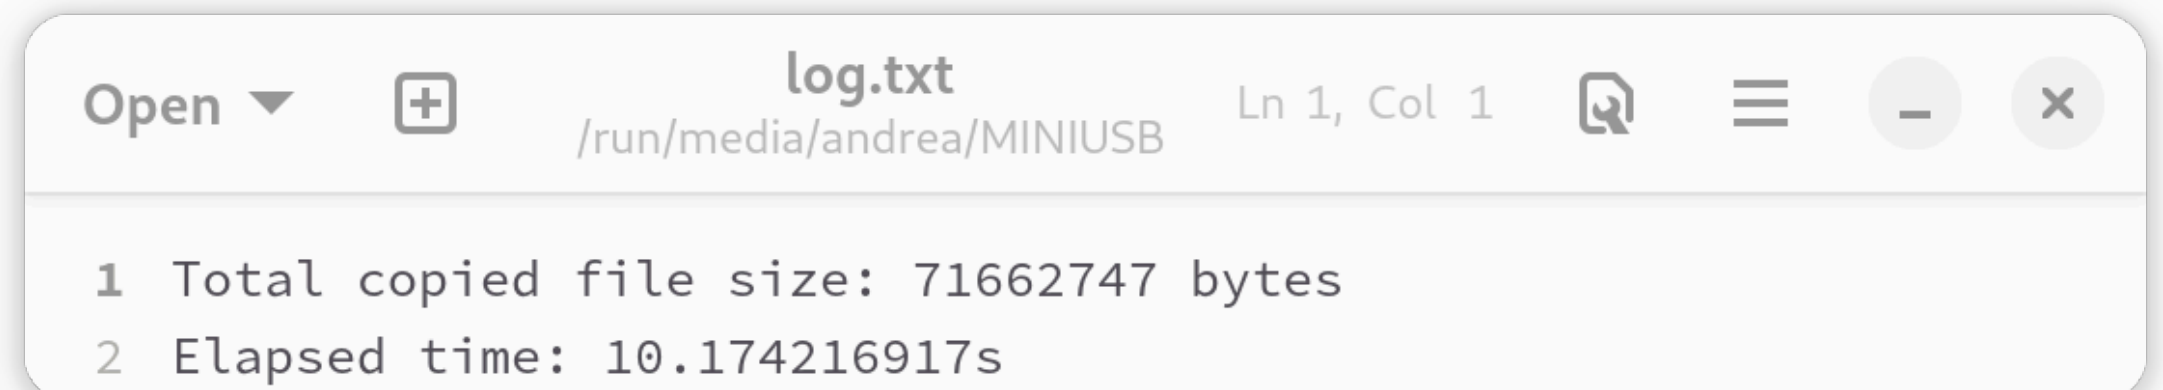 Open
log.txt
/run/media/andrea/MINIUSB
Ln 1, Col 1
1 Total copied file size: 71662747 bytes
2 Elapsed time: 10.174216917s